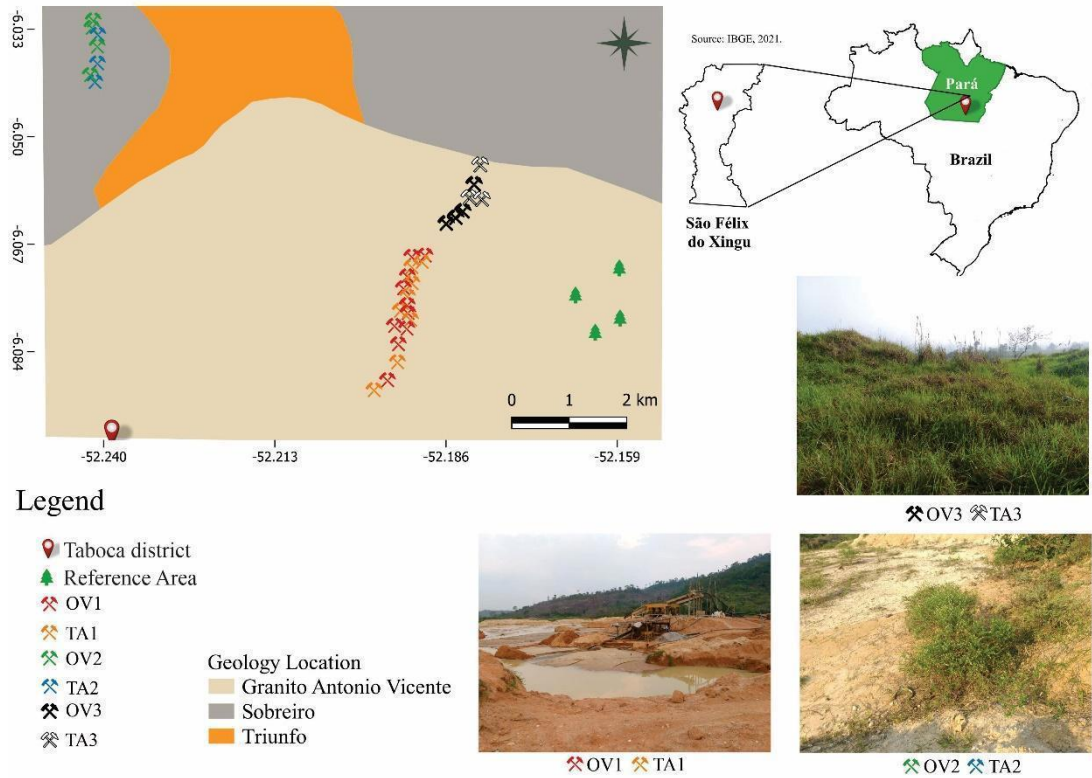 -6.033
-6.050
-6.067
-6.084
-52.240
-52.213
-52.186
-52.159
0 1 2 km
Source: IBGE, 2021.
Pará
Brazil
São Félix
do Xingu
Legend
Taboca district
Reference Area
OV1
TA1
OV2
TA2
OV3
TA3
Geology Location
Granito Antonio Vicente
Sobreiro
Triunfo
OV3 TA3
OV1 TA1
OV2 TA2